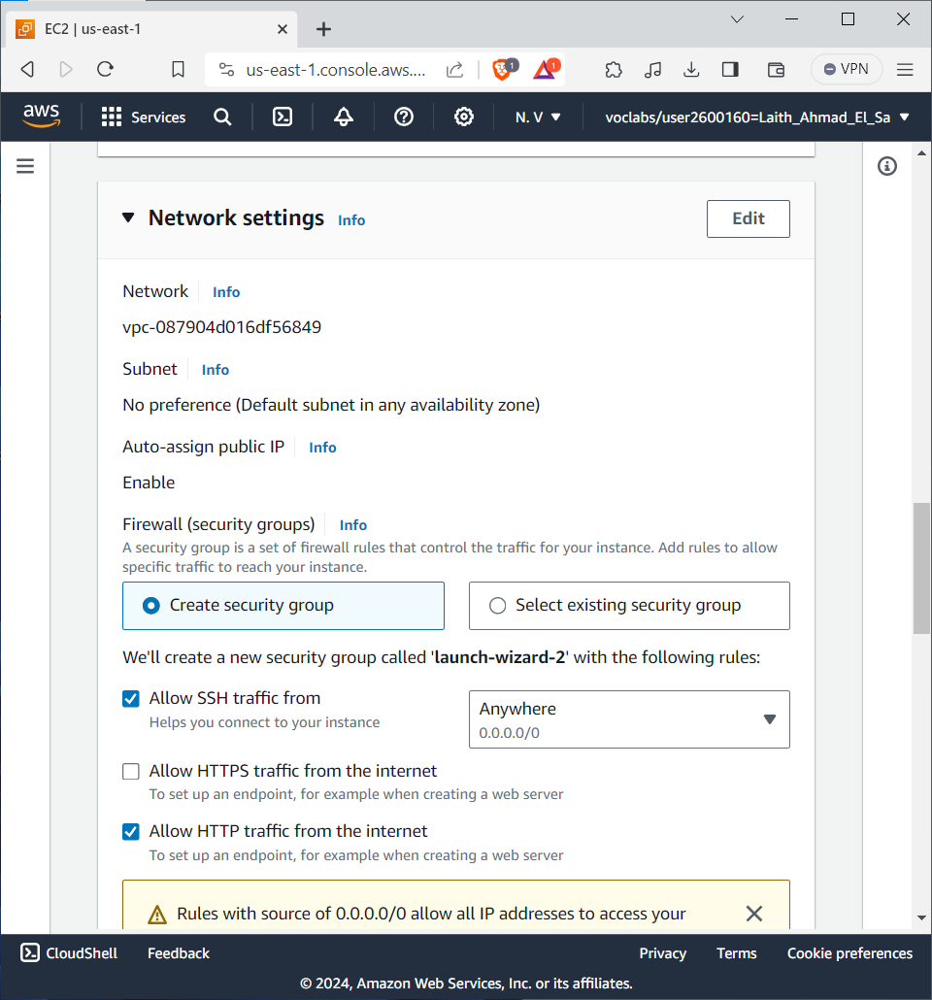 EC2 | us-east-1
us-east-1.console.aws....
1
1
VPN
aws
Services
N. V
voclabs/user2600160=Laith_Ahmad_El_Sa
Network settings Info
Edit
Network Info
vpc-087904d016df56849
Subnet Info
No preference (Default subnet in any availability zone)
Auto-assign public IP Info
Enable
Firewall (security groups) Info
A security group is a set of firewall rules that control the traffic for your instance. Add rules to allow
specific traffic to reach your instance.
Create security group
Select existing security group
We'll create a new security group called 'launch-wizard-2' with the following rules:
Allow SSH traffic from
Helps you connect to your instance
Anywhere
0.0.0.0/0
Allow HTTPS traffic from the internet
To set up an endpoint, for example when creating a web server
Allow HTTP traffic from the internet
To set up an endpoint, for example when creating a web server
Rules with source of 0.0.0.0/0 allow all IP addresses to access your
CloudShell Feedback
Privacy Terms Cookie preferences
© 2024, Amazon Web Services, Inc. or its affiliates.